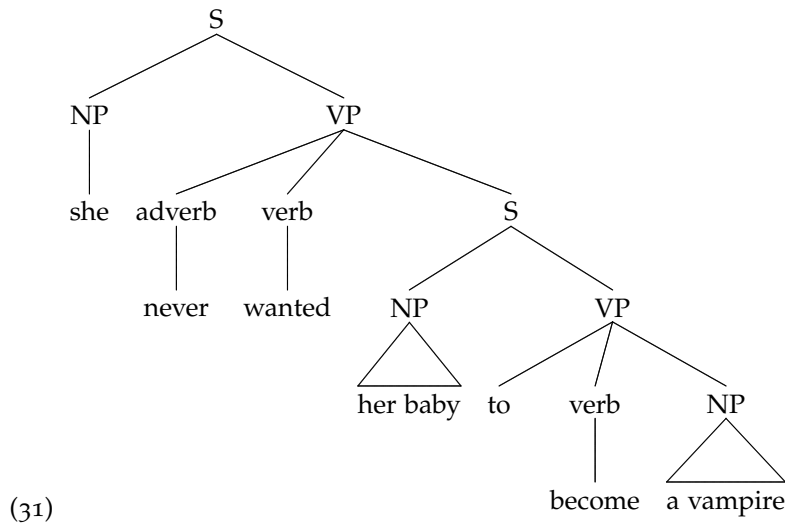 S
NP VP
she adverb verb S
never wanted NP VP
her baby to verb NP
(31) become a vampire